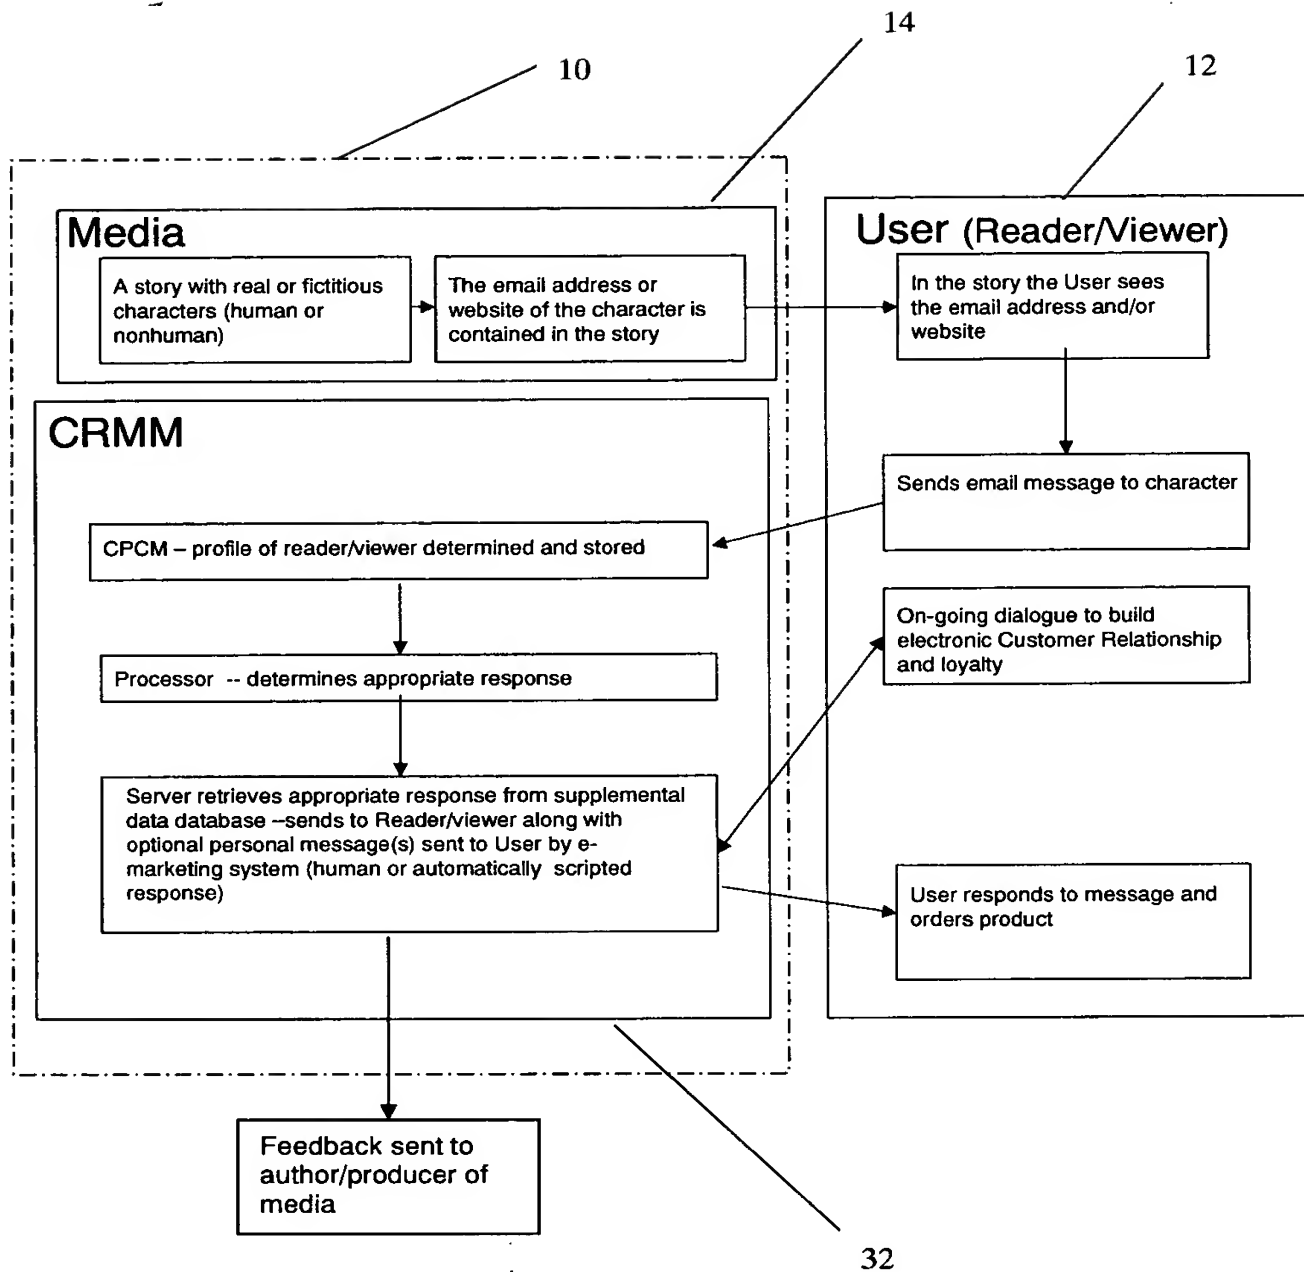 14
10
12
Media
A story with real or fictitious
characters (human or
nonhuman)
The email address or
website of the character is
contained in the story
User (Reader/Viewer)
In the story the User sees
the email address and/or
website
Sends email message to character
On-going dialogue to build
electronic Customer Relationship
and loyalty
User responds to message and
orders product
CRMM
CPCM – profile of reader/viewer determined and stored
Processor -- determines appropriate response
Server retrieves appropriate response from supplemental
data database –sends to Reader/viewer along with
optional personal message(s) sent to User by e-
marketing system (human or automatically scripted
response)
Feedback sent to
author/producer of
media
32